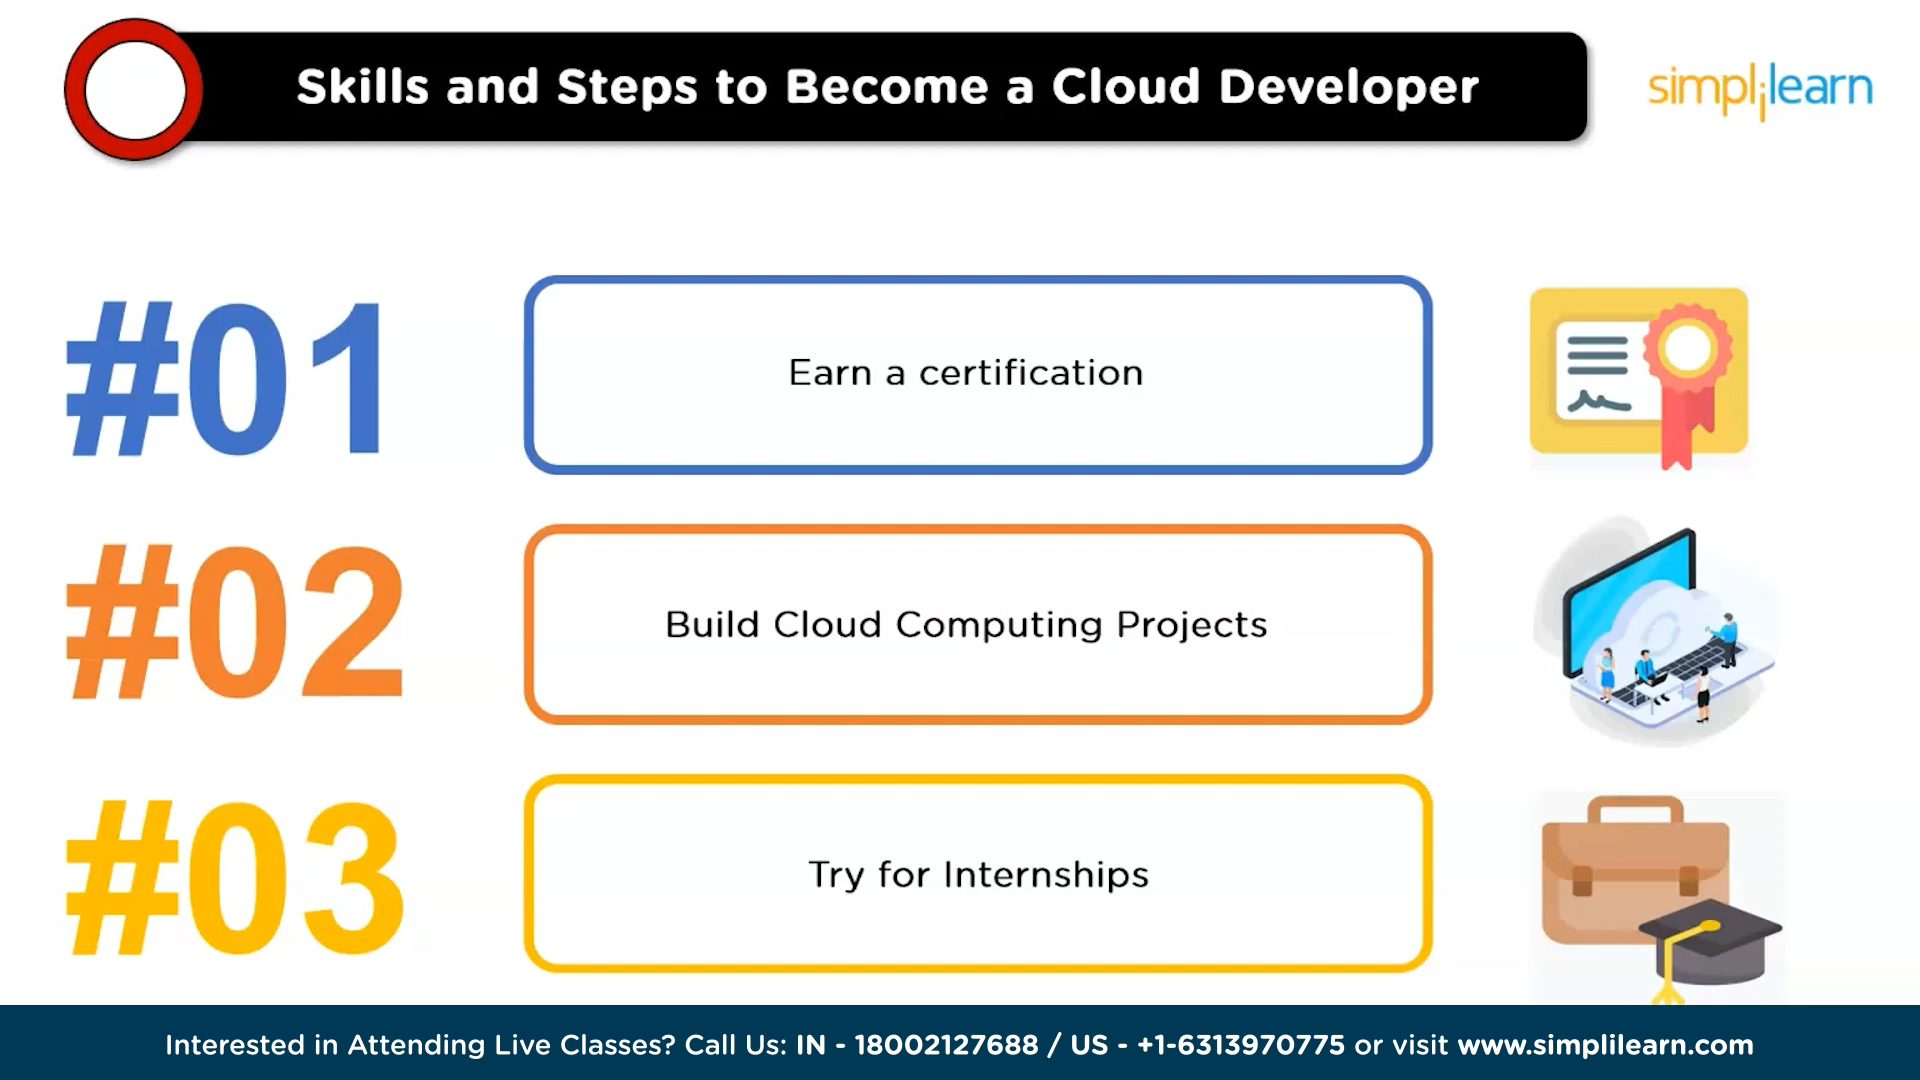 Skills and Steps to Become a Cloud Developer
simplilearn
#01
Earn a certification
#02
Build Cloud Computing Projects
#03
Try for Internships
Interested in Attending Live Classes? Call Us: IN - 18002127688 / US - +1-6313970775 or visit www.simplilearn.com